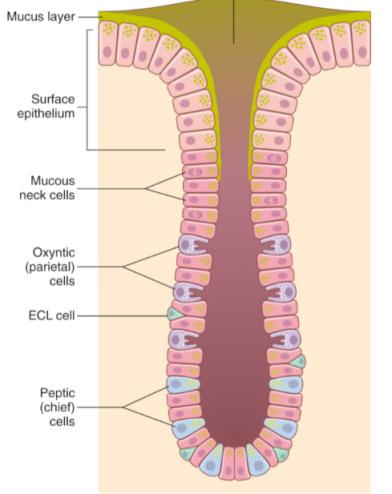 Mucus layer
Surface
epithelium
Mucous
neck cells
Oxyntic
(parietal)
cells
ECL cell
Peptic
(chief)
cells